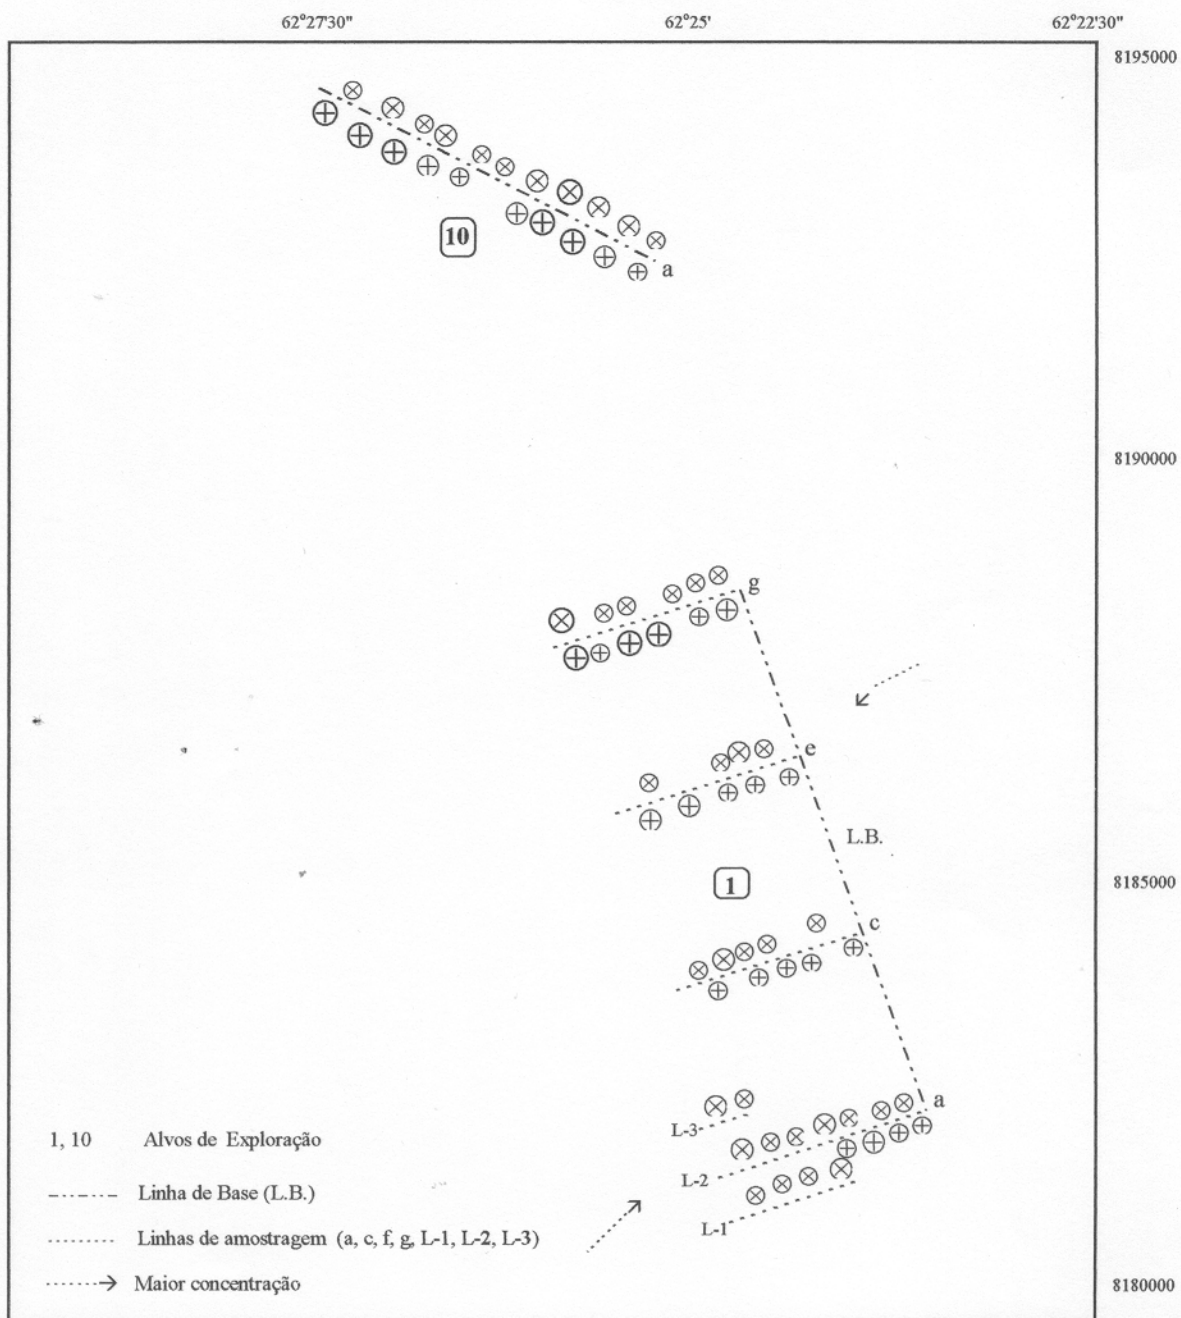 62°27'30" 62°25' 62°22'30"
8195000
10
a
8190000
g
e
L.B.
1
8185000
c
a
L-3
1, 10 Alvos de Exploração
L-2
Linha de Base (L.B.)
L-1
Linhas de amostragem (a, c, f, g, L-1, L-2, L-3)
Maior concentração
8180000